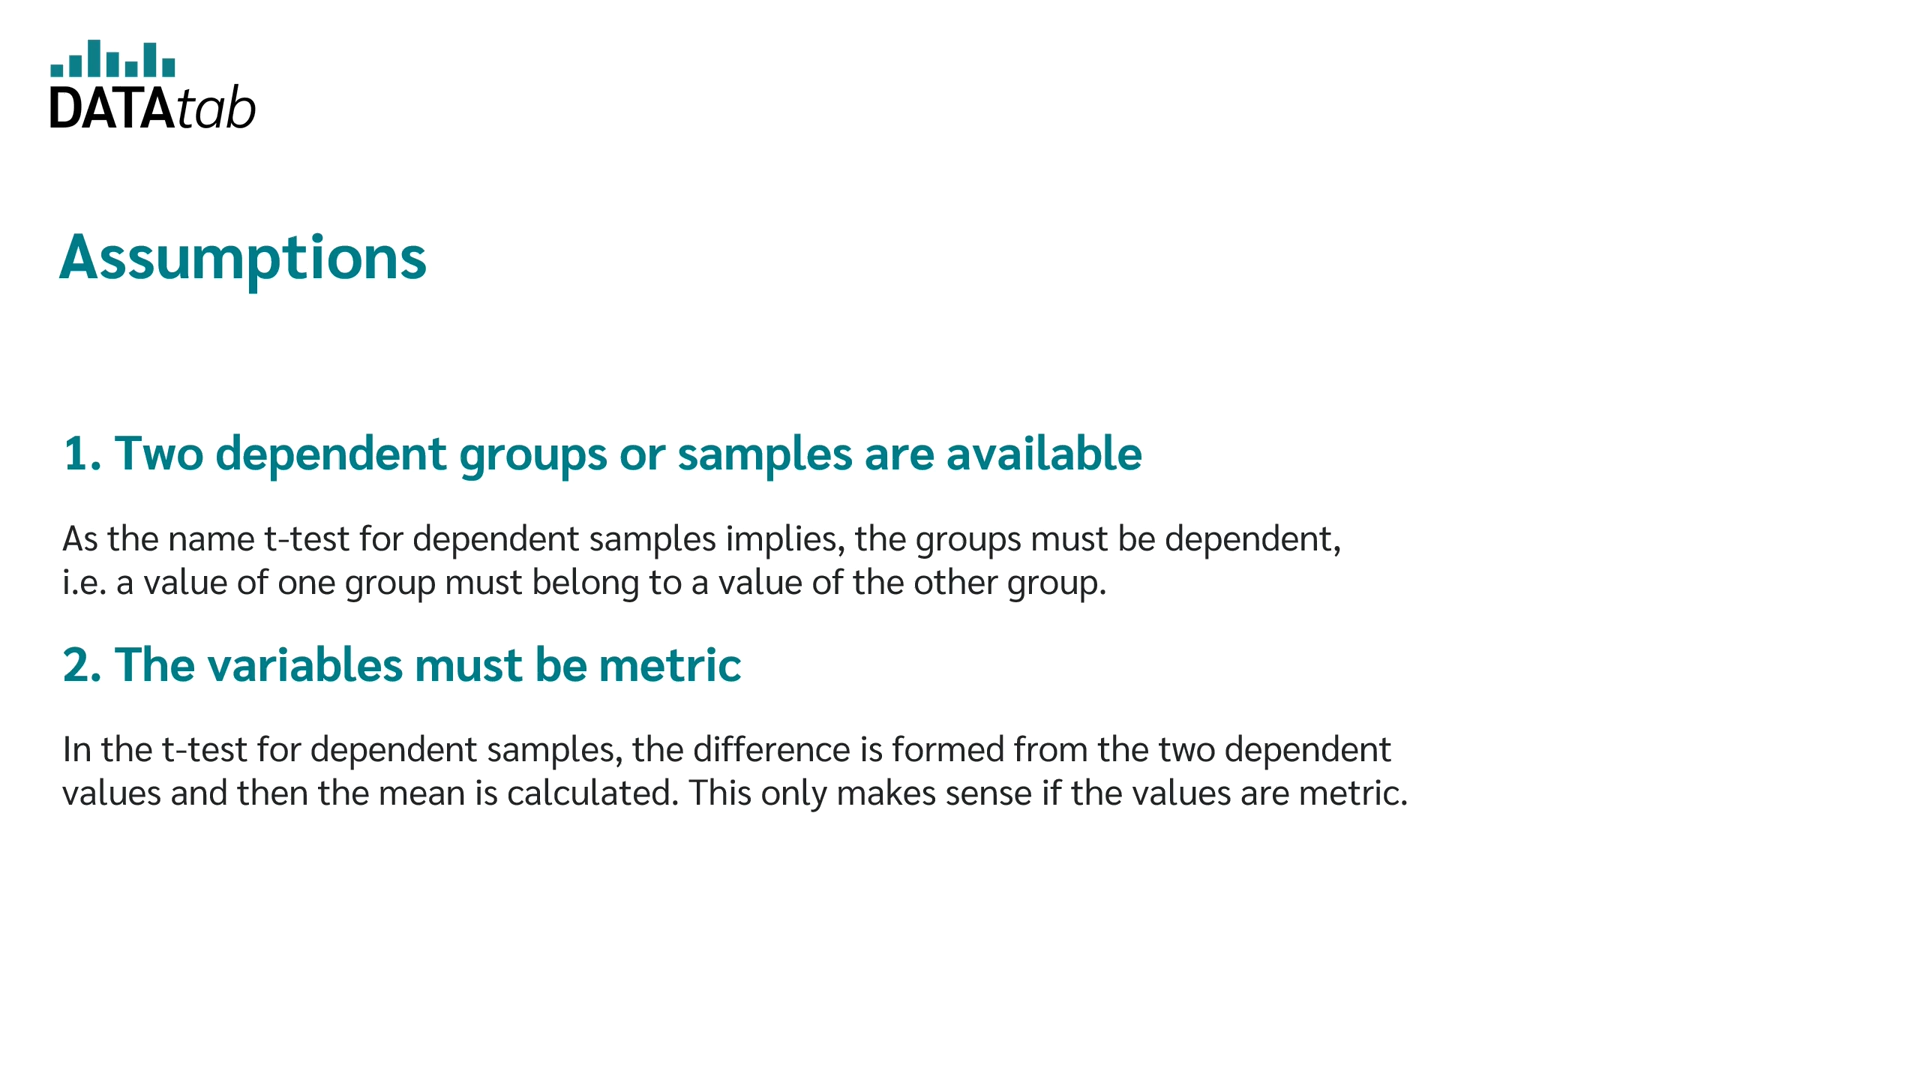 DATAtab
Assumptions
1. Two dependent groups or samples are available
As the name t-test for dependent samples implies, the groups must be dependent,
i.e. a value of one group must belong to a value of the other group.
2. The variables must be metric
In the t-test for dependent samples, the difference is formed from the two dependent
values and then the mean is calculated. This only makes sense if the values are metric.